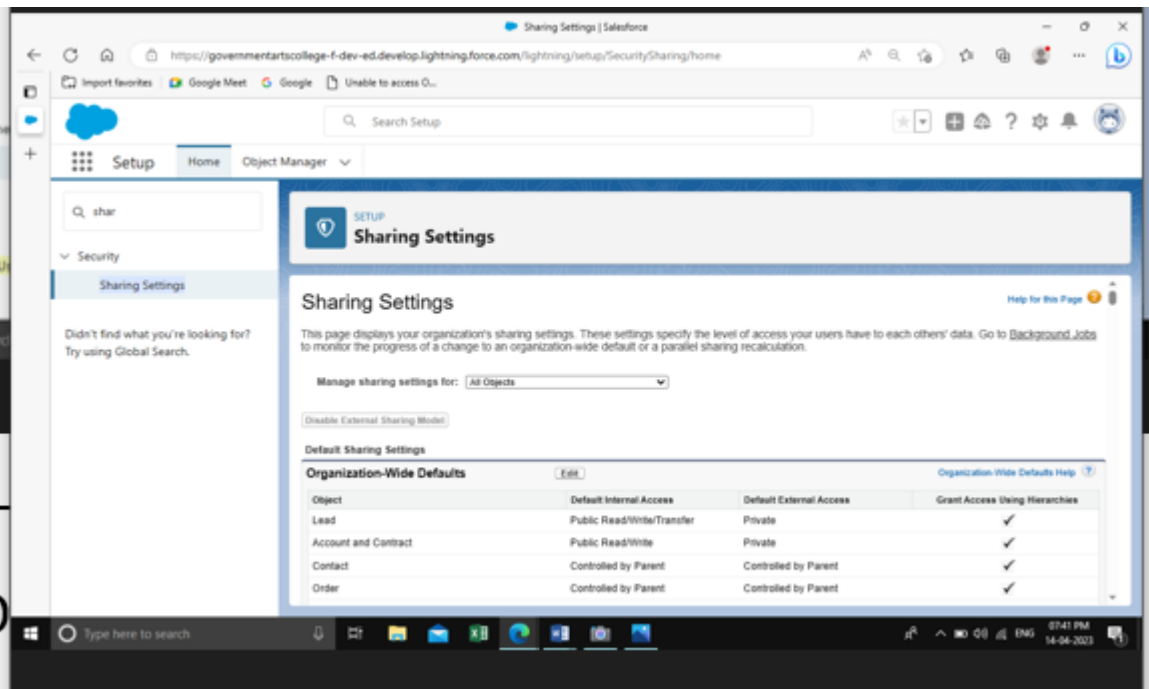 Sharing Settings | Salesforce
https://governmentartscollege-f-dev-ed.develop.lightning.force.com/lightning/setup/SecuritySharing/home
Import favorites Google Meet Google Unable to access O...
Search Setup
Setup Home Object Manager
shar
Security
Sharing Settings
Didn't find what you're looking for?
Try using Global Search.
SETUP
Sharing Settings
Sharing Settings
Help for this Page
This page displays your organization's sharing settings. These settings specify the level of access your users have to each others' data. Go to Background Jobs
to monitor the progress of a change to an organization-wide default or a parallel sharing recalculation.
Manage sharing settings for: All Objects
Disable External Sharing Model
Default Sharing Settings
Organization-Wide Defaults Edit Organization-Wide Defaults Help ?
Object Default Internal Access Default External Access Grant Access Using Hierarchies
Lead Public Read/Write/Transfer Private ✓
Account and Contract Public Read/Write Private ✓
Contact Controlled by Parent Controlled by Parent ✓
Order Controlled by Parent Controlled by Parent ✓
Type here to search
ENG
07:41 PM
14-04-2023